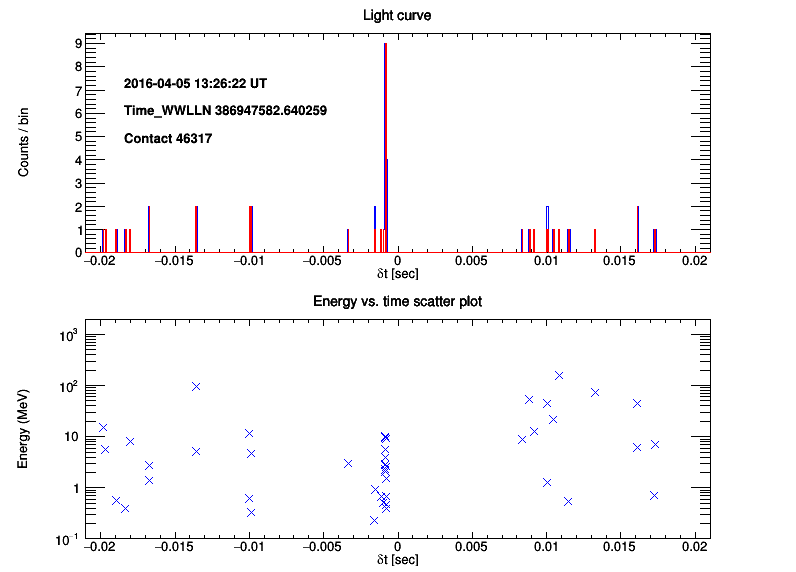 Light curve
Counts / bin
9
8
7
6
5
4
3
2
1
0
2016-04-05 13:26:22 UT
Time_WWLLN 386947582.640259
Contact 46317
−0.02 −0.015 −0.01 −0.005 0 0.005 0.01 0.015 0.02
δt [sec]
Energy vs. time scatter plot
Energy (MeV)
10³
10²
10
1
10⁻¹
−0.02 −0.015 −0.01 −0.005 0 0.005 0.01 0.015 0.02
δt [sec]